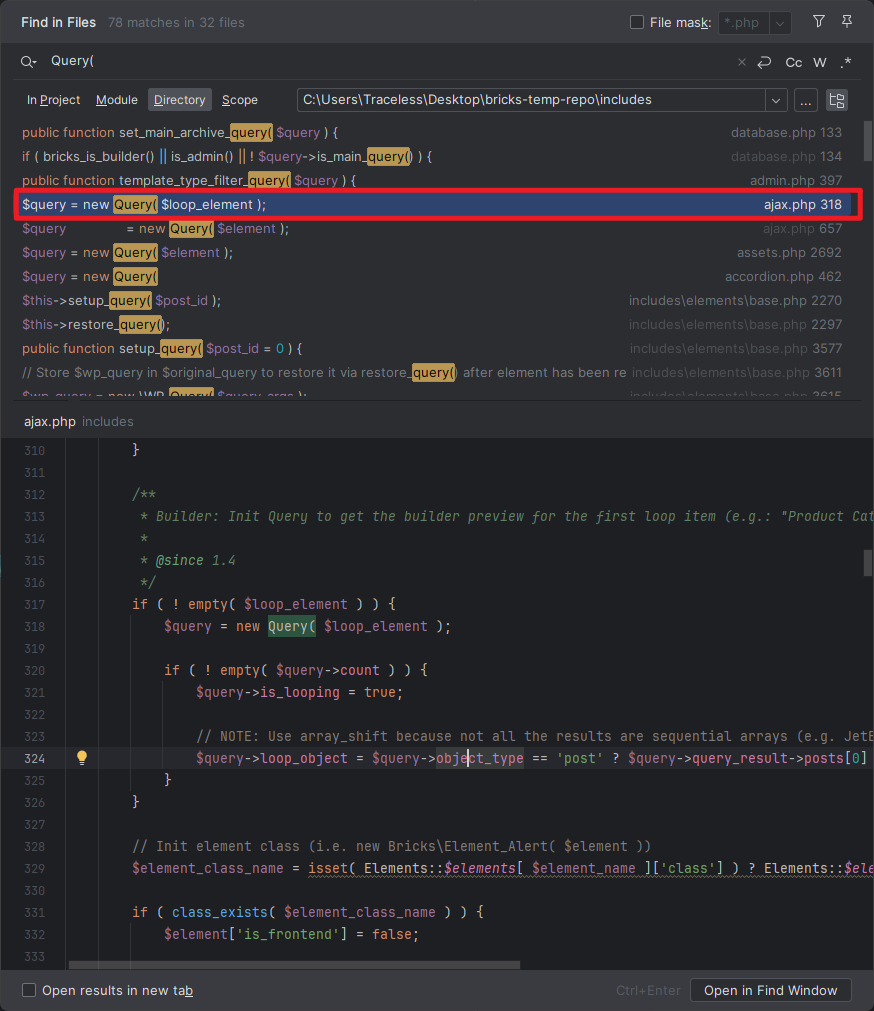 Find in Files 78 matches in 32 files File mask: *.php
Query( Cc W .*
In Project Module Directory Scope C:\Users\Traceless\Desktop\bricks-temp-repo\includes ...
public function set_main_archive_query( $query ) { database.php 133
if ( bricks_is_builder() || is_admin() || ! $query->is_main_query() ) { database.php 134
public function template_type_filter_query( $query ) { admin.php 397
$query = new Query( $loop_element ); ajax.php 318
$query = new Query( $element ); ajax.php 657
$query = new Query( $element ); assets.php 2692
$query = new Query( accordion.php 462
$this->setup_query( $post_id ); includes\elements\base.php 2270
$this->restore_query(); includes\elements\base.php 2297
public function setup_query( $post_id = 0 ) { includes\elements\base.php 3577
// Store $wp_query in $original_query to restore it via restore_query() after element has been re includes\elements\base.php 3611
$wp_query = new \WP_Query( $query_args ); includes\elements\base.php 3615
ajax.php includes
310 }
311
312 /**
313 * Builder: Init Query to get the builder preview for the first loop item (e.g.: "Product Cat
314 *
315 * @since 1.4
316 */
317 if ( ! empty( $loop_element ) ) {
318 $query = new Query( $loop_element );
319
320 if ( ! empty( $query->count ) ) {
321 $query->is_looping = true;
322
323 // NOTE: Use array_shift because not all the results are sequential arrays (e.g. JetE
324 $query->loop_object = $query->object_type == 'post' ? $query->query_result->posts[0]
325 }
326 }
327
328 // Init element class (i.e. new Bricks\Element_Alert( $element ))
329 $element_class_name = isset( Elements::$elements[ $element_name ]['class'] ) ? Elements::$ele
330
331 if ( class_exists( $element_class_name ) ) {
332 $element['is_frontend'] = false;
333
Open results in new tab Ctrl+Enter Open in Find Window